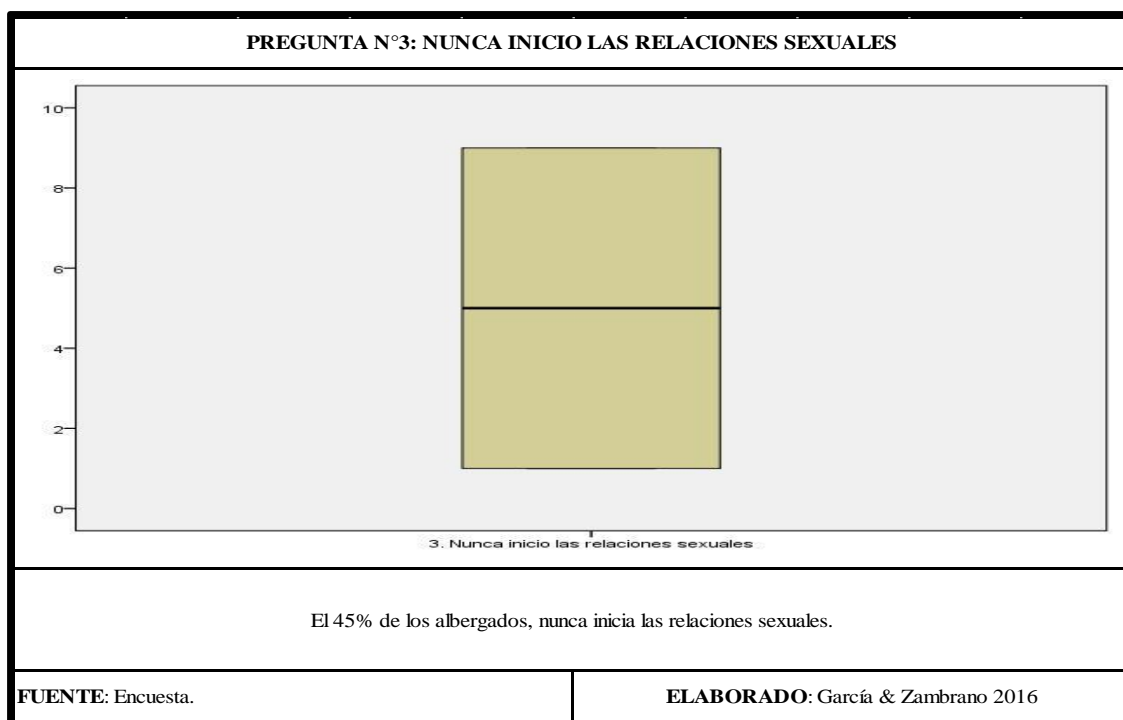 PREGUNTA N°3: NUNCA INICIO LAS RELACIONES SEXUALES
10
8
6
4
2
0
3. Nunca inicio las relaciones sexuales
El 45% de los albergados, nunca inicia las relaciones sexuales.
FUENTE: Encuesta.
ELABORADO: García & Zambrano 2016